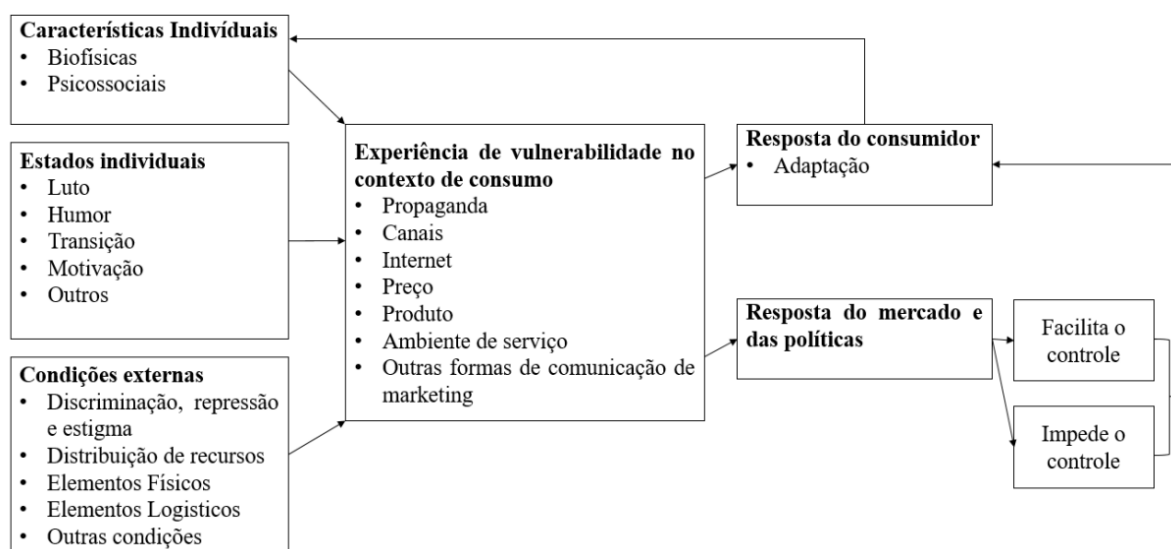 Características Indivíduais
• Biofísicas
• Psicossociais
Estados individuais
• Luto
• Humor
• Transição
• Motivação
• Outros
Condições externas
• Discriminação, repressão
e estigma
• Distribuição de recursos
• Elementos Físicos
• Elementos Logisticos
• Outras condições
Experiência de vulnerabilidade no
contexto de consumo
• Propaganda
• Canais
• Internet
• Preço
• Produto
• Ambiente de serviço
• Outras formas de comunicação de
marketing
Resposta do consumidor
• Adaptação
Resposta do mercado e
das políticas
Facilita o
controle
Impede o
controle